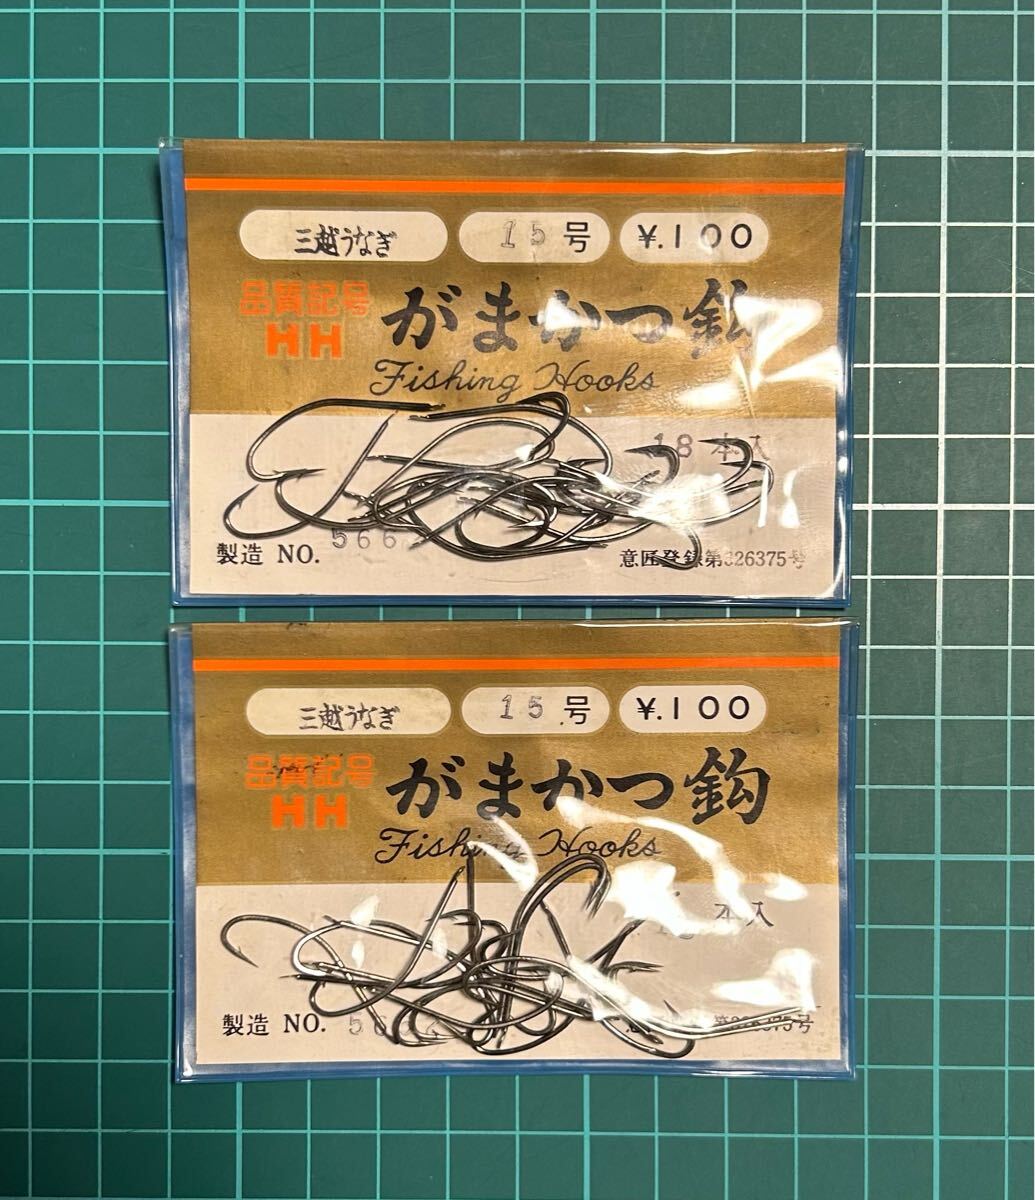 三越うなぎ 15号 ¥.100
品質記号 がまかつ鈎
HH
Fishing Hooks
18本入
製造 NO. 566
意匠登録第326375号
三越うなぎ 15号 ¥.100
品質記号 がまかつ鈎
HH
Fishing Hooks
本入
製造 NO. 56